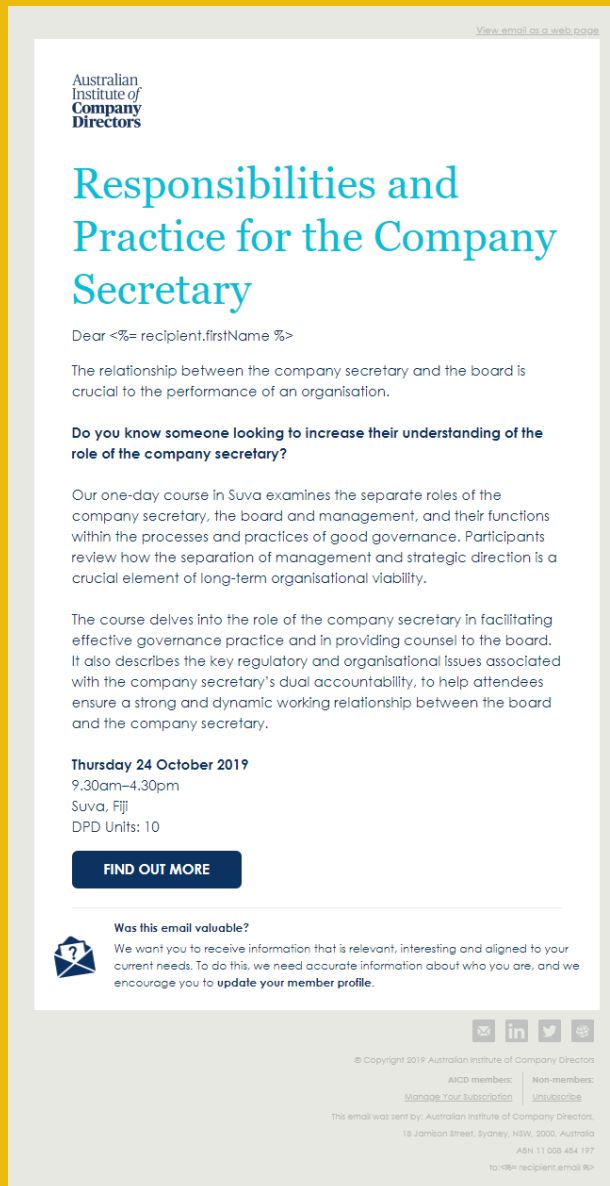 View email as a web page
Australian
Institute of
Company
Directors
Responsibilities and
Practice for the Company
Secretary
Dear <%= recipient.firstName %>
The relationship between the company secretary and the board is
crucial to the performance of an organisation.
Do you know someone looking to increase their understanding of the
role of the company secretary?
Our one-day course in Suva examines the separate roles of the
company secretary, the board and management, and their functions
within the processes and practices of good governance. Participants
review how the separation of management and strategic direction is a
crucial element of long-term organisational viability.
The course delves into the role of the company secretary in facilitating
effective governance practice and in providing counsel to the board.
It also describes the key regulatory and organisational issues associated
with the company secretary's dual accountability, to help attendees
ensure a strong and dynamic working relationship between the board
and the company secretary.
Thursday 24 October 2019
9.30am–4.30pm
Suva, Fiji
DPD Units: 10
FIND OUT MORE
Was this email valuable?
?
We want you to receive information that is relevant, interesting and aligned to your
current needs. To do this, we need accurate information about who you are, and we
encourage you to update your member profile.
in
© Copyright 2019 Australian Institute of Company Directors
AICD members: Non-members:
Manage Your Subscription Unsubscribe
This email was sent by: Australian Institute of Company Directors,
18 Jamison Street, Sydney, NSW, 2000, Australia
ABN 11 008 484 197
to:<%= recipient.email %>